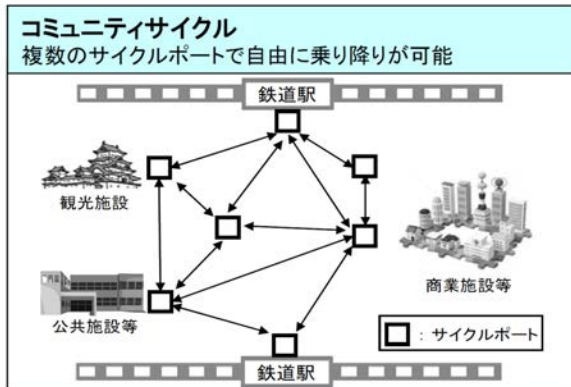 コミュニティサイクル
複数のサイクルポートで自由に乗り降りが可能
鉄道駅
観光施設
商業施設等
公共施設等
：サイクルポート
鉄道駅